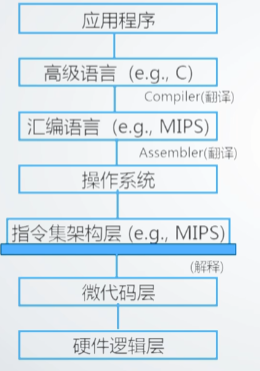 应用程序
高级语言 (e.g., C)
Compiler(翻译)
汇编语言 (e.g., MIPS)
Assembler(翻译)
操作系统
指令集架构层 (e.g., MIPS)
(解释)
微代码层
硬件逻辑层